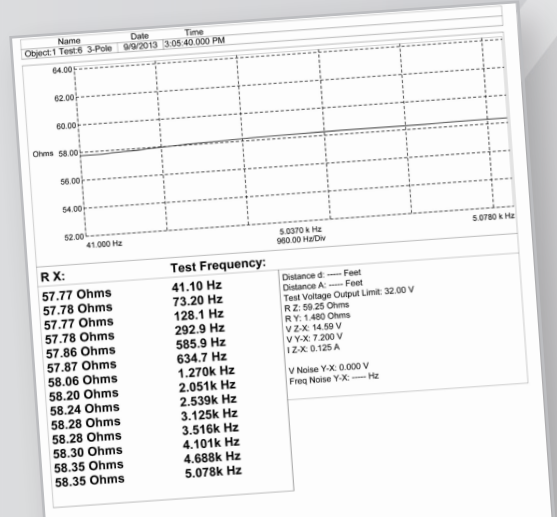 Name Date Time
Object:1 Test:6 3-Pole 9/9/2013 3:05:40.000 PM
64.00
62.00
60.00
Ohms 58.00
56.00
54.00
52.00
41.000 Hz 5.0370 k Hz 5.0780 k Hz
960.00 Hz/Div
R X: Test Frequency:
57.77 Ohms 41.10 Hz
57.78 Ohms 73.20 Hz
57.77 Ohms 128.1 Hz
57.78 Ohms 292.9 Hz
57.86 Ohms 585.9 Hz
57.87 Ohms 634.7 Hz
58.06 Ohms 1.270k Hz
58.20 Ohms 2.051k Hz
58.24 Ohms 2.539k Hz
58.28 Ohms 3.125k Hz
58.28 Ohms 3.516k Hz
58.30 Ohms 4.101k Hz
58.35 Ohms 4.688k Hz
58.35 Ohms 5.078k Hz
Distance d: ----- Feet
Distance A: ----- Feet
Test Voltage Output Limit: 32.00 V
R Z: 59.25 Ohms
R Y: 1.480 Ohms
V Z-X: 14.59 V
V Y-X: 7.200 V
I Z-X: 0.125 A
V Noise Y-X: 0.000 V
Freq Noise Y-X: ----- Hz